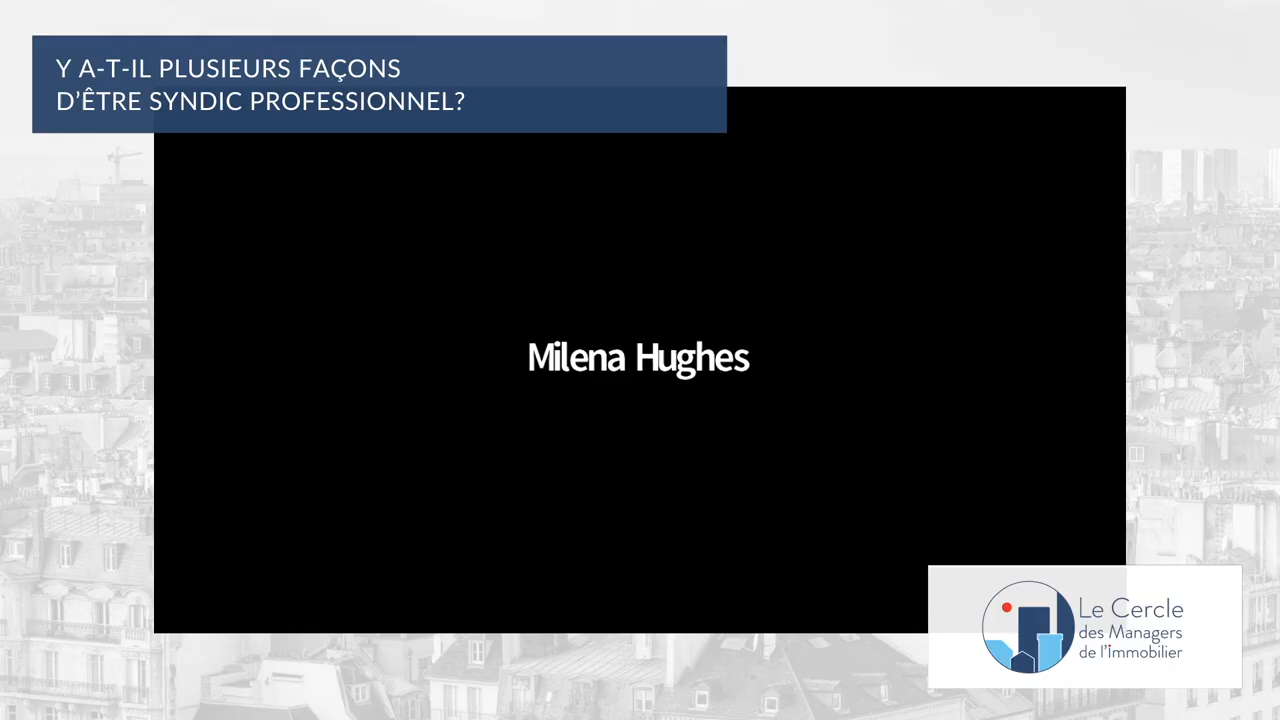 Y A-T-IL PLUSIEURS FAÇONS
D’ÊTRE SYNDIC PROFESSIONNEL?
Milena Hughes
Le Cercle
des Managers
de l’Immobilier